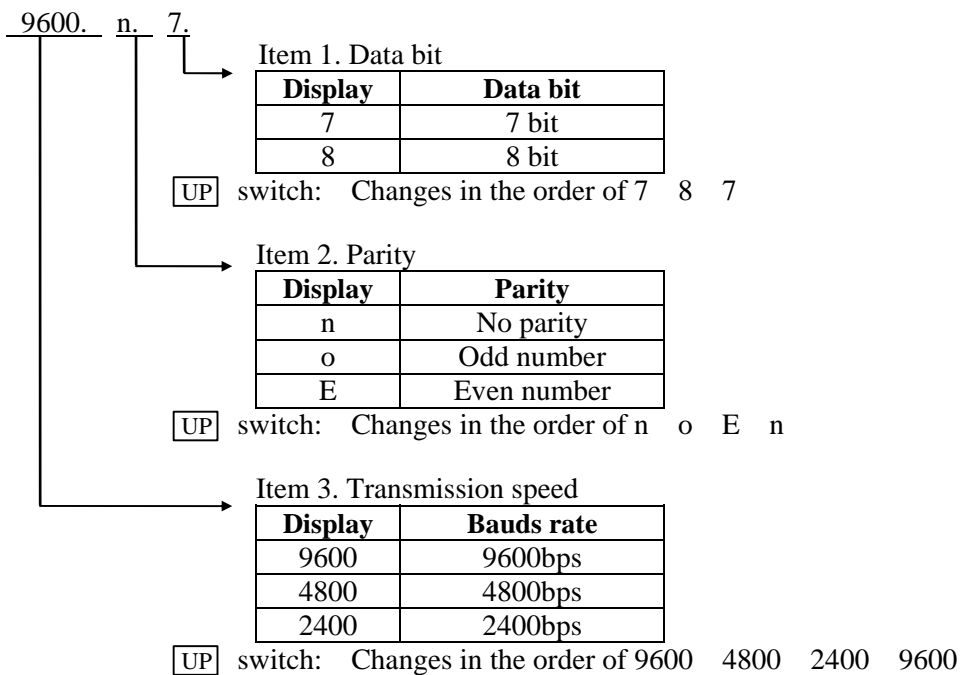 9600. n. 7.
Item 1. Data bit
Display Data bit
7 7 bit
8 8 bit
UP switch: Changes in the order of 7 8 7
Item 2. Parity
Display Parity
n No parity
o Odd number
E Even number
UP switch: Changes in the order of n o E n
Item 3. Transmission speed
Display Bauds rate
9600 9600bps
4800 4800bps
2400 2400bps
UP switch: Changes in the order of 9600 4800 2400 9600